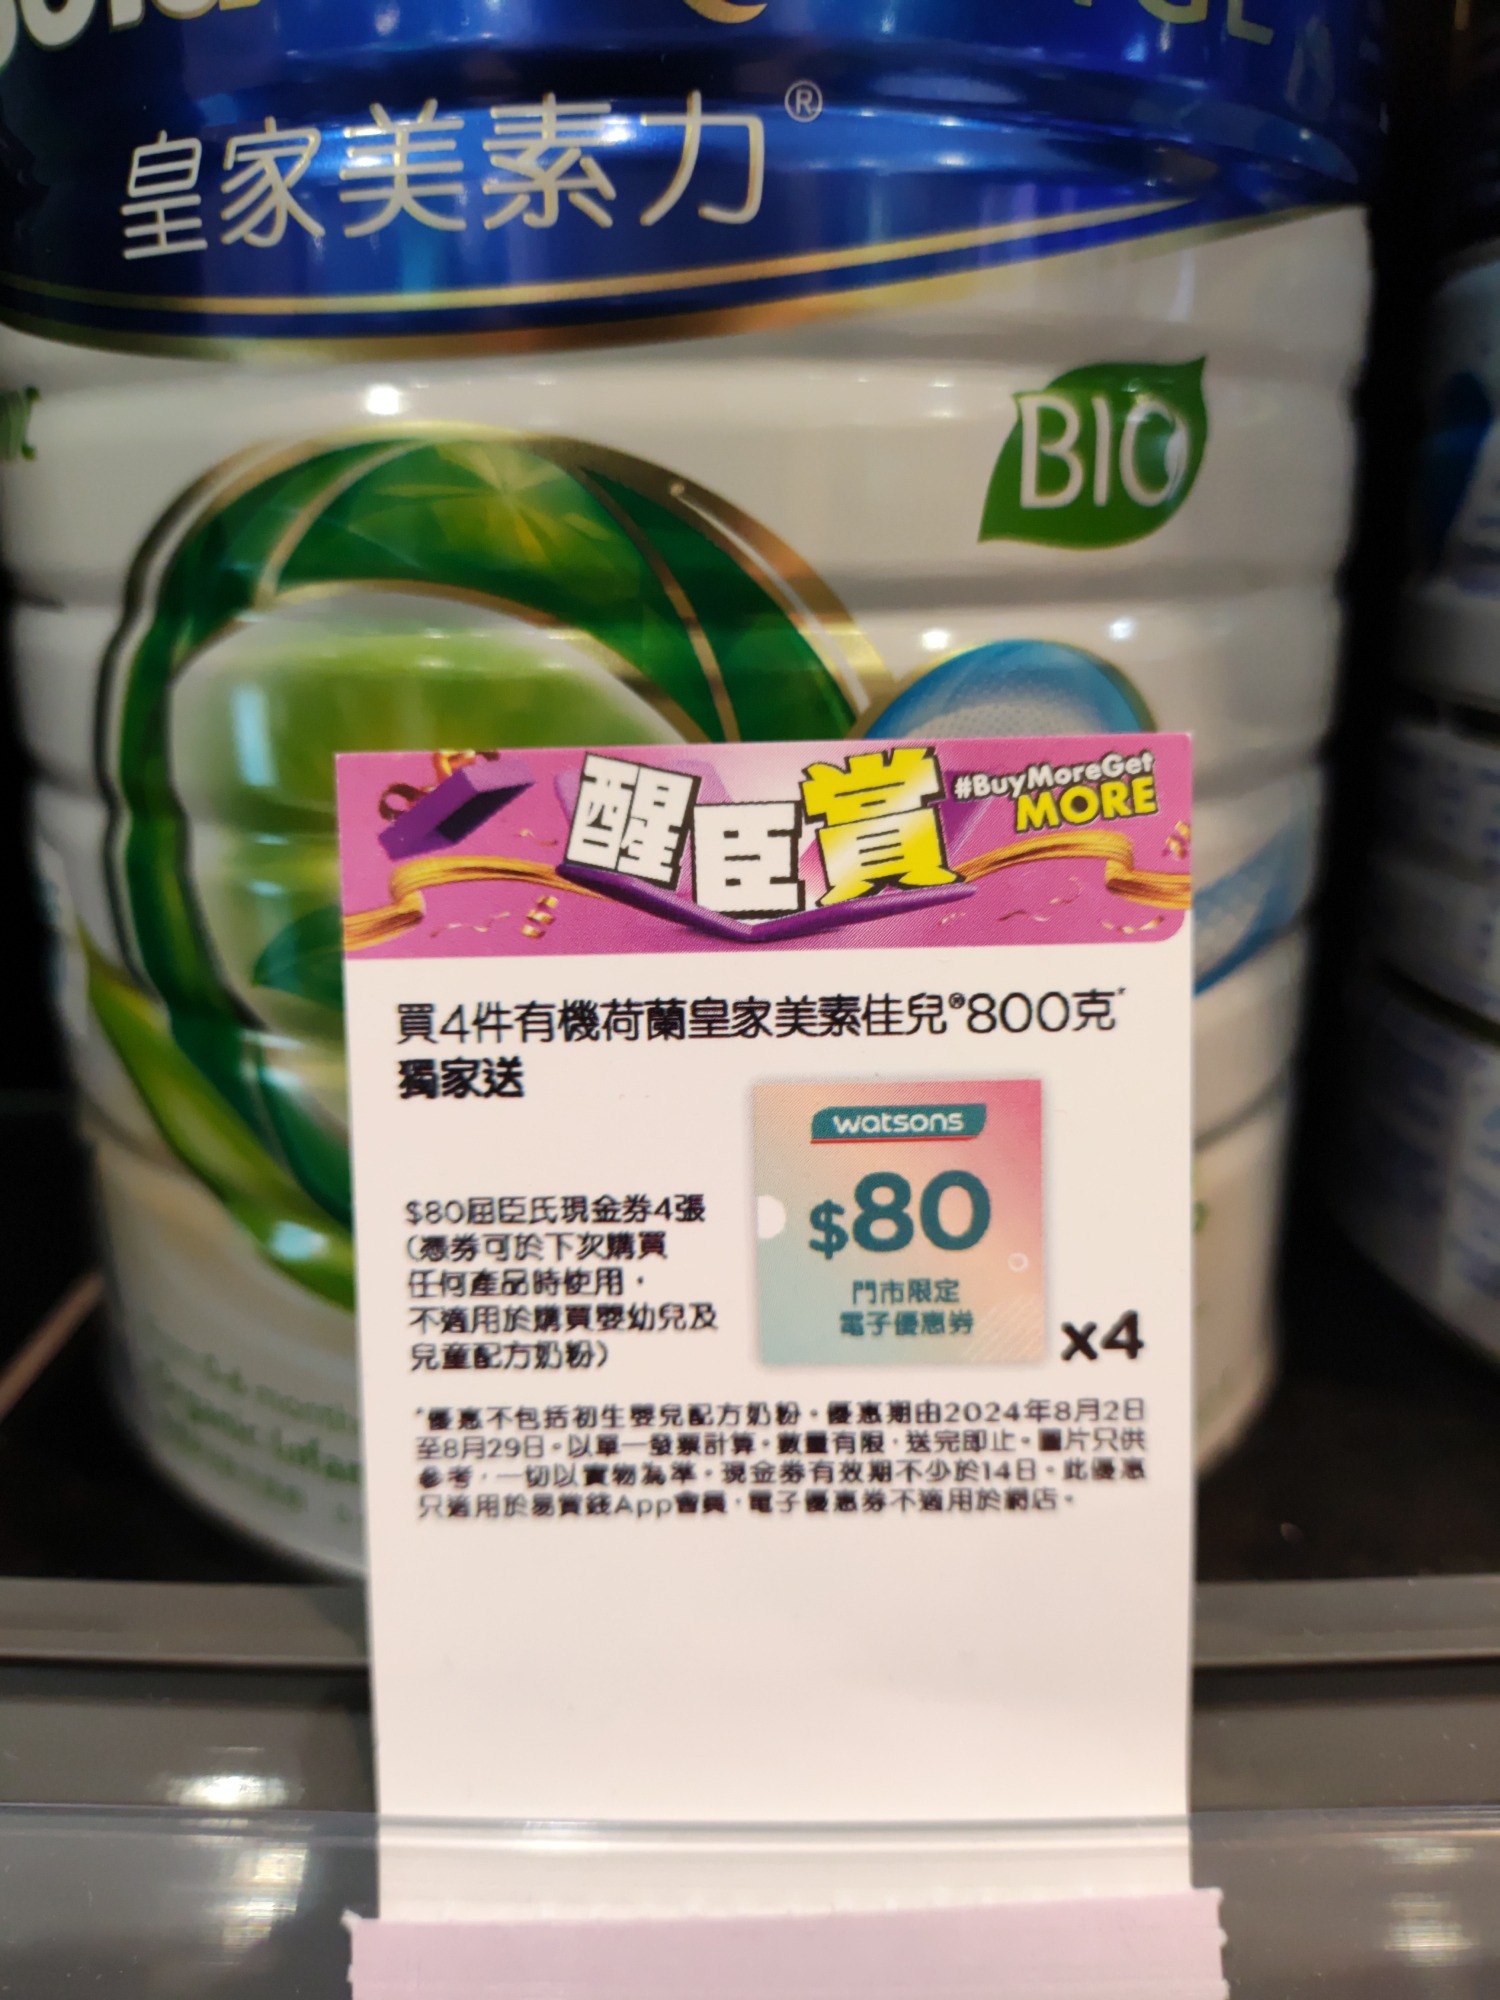 皇家美素力®
BIO
醒臣賞
#BuyMoreGet
MORE
買4件有機荷蘭皇家美素佳兒®800克*
獨家送
watsons
$80
門市限定
電子優惠券
x4
$80屈臣氏現金券4張
(憑券可於下次購買
任何產品時使用，
不適用於購買嬰幼兒及
兒童配方奶粉)
*優惠不包括初生嬰兒配方奶粉。優惠期由2024年8月2日
至8月29日。以單一發票計算。數量有限，送完即止。圖片只供
參考，一切以實物為準。現金券有效期不少於14日。此優惠
只適用於易賞錢App會員，電子優惠券不適用於網店。